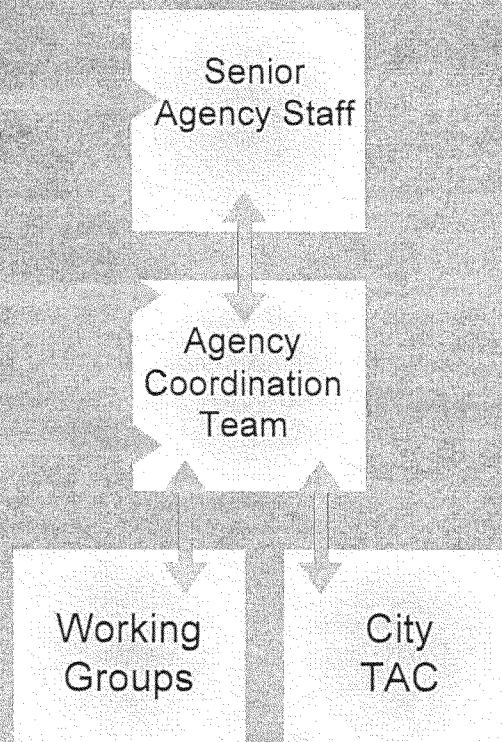 Senior
Agency Staff
Agency
Coordination
Team
Working
Groups
City
TAC